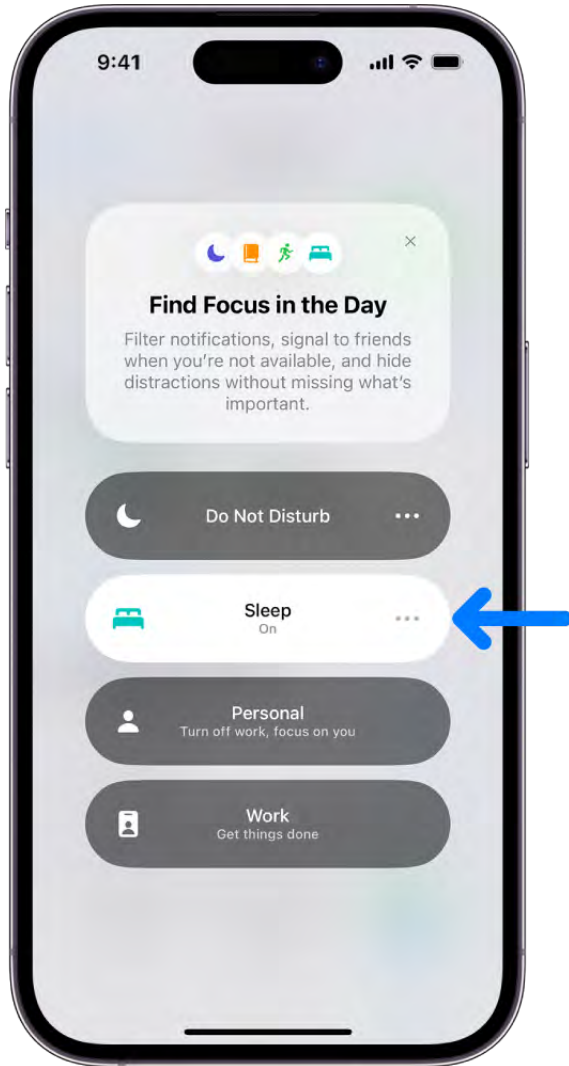 9:41
Find Focus in the Day
Filter notifications, signal to friends
when you're not available, and hide
distractions without missing what's
important.
Do Not Disturb
Sleep
On
Personal
Turn off work, focus on you
Work
Get things done